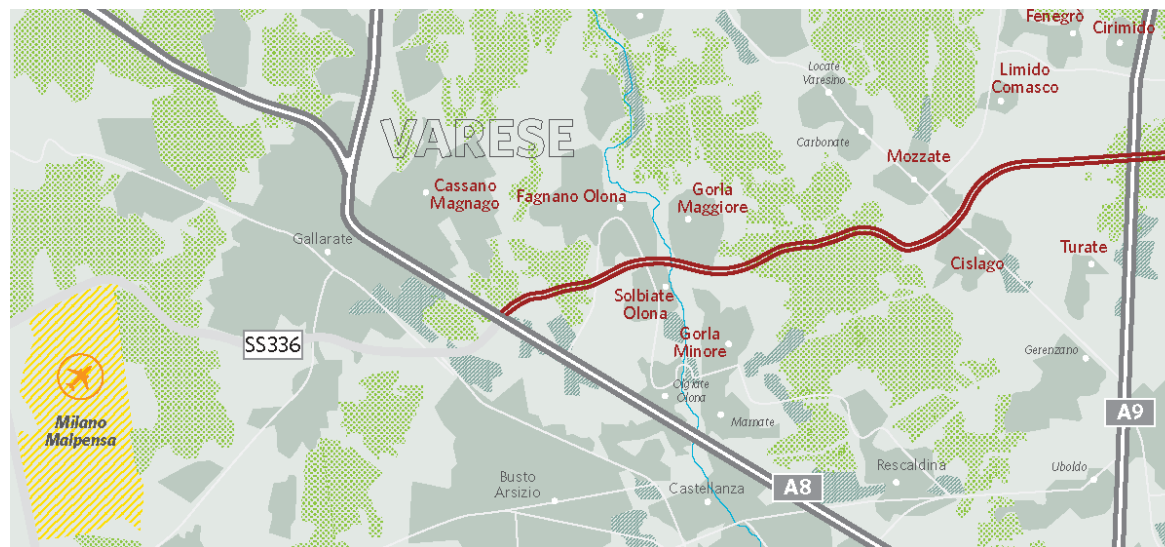 Fenegrò
Cirimido
Locate
Varesino
Limido
Comasco
VARESE
Carbonate
Mozzate
Cassano
Magnago
Fagnano Olona
Gorla
Maggiore
Gallarate
Turate
Cislago
Solbiate
Olona
SS336
Gorla
Minore
Gerenzano
Olgiate
Olona
Milano
Malpensa
Marnate
A9
Rescaldina
Uboldo
Busto
Arsizio
Castellanza
A8